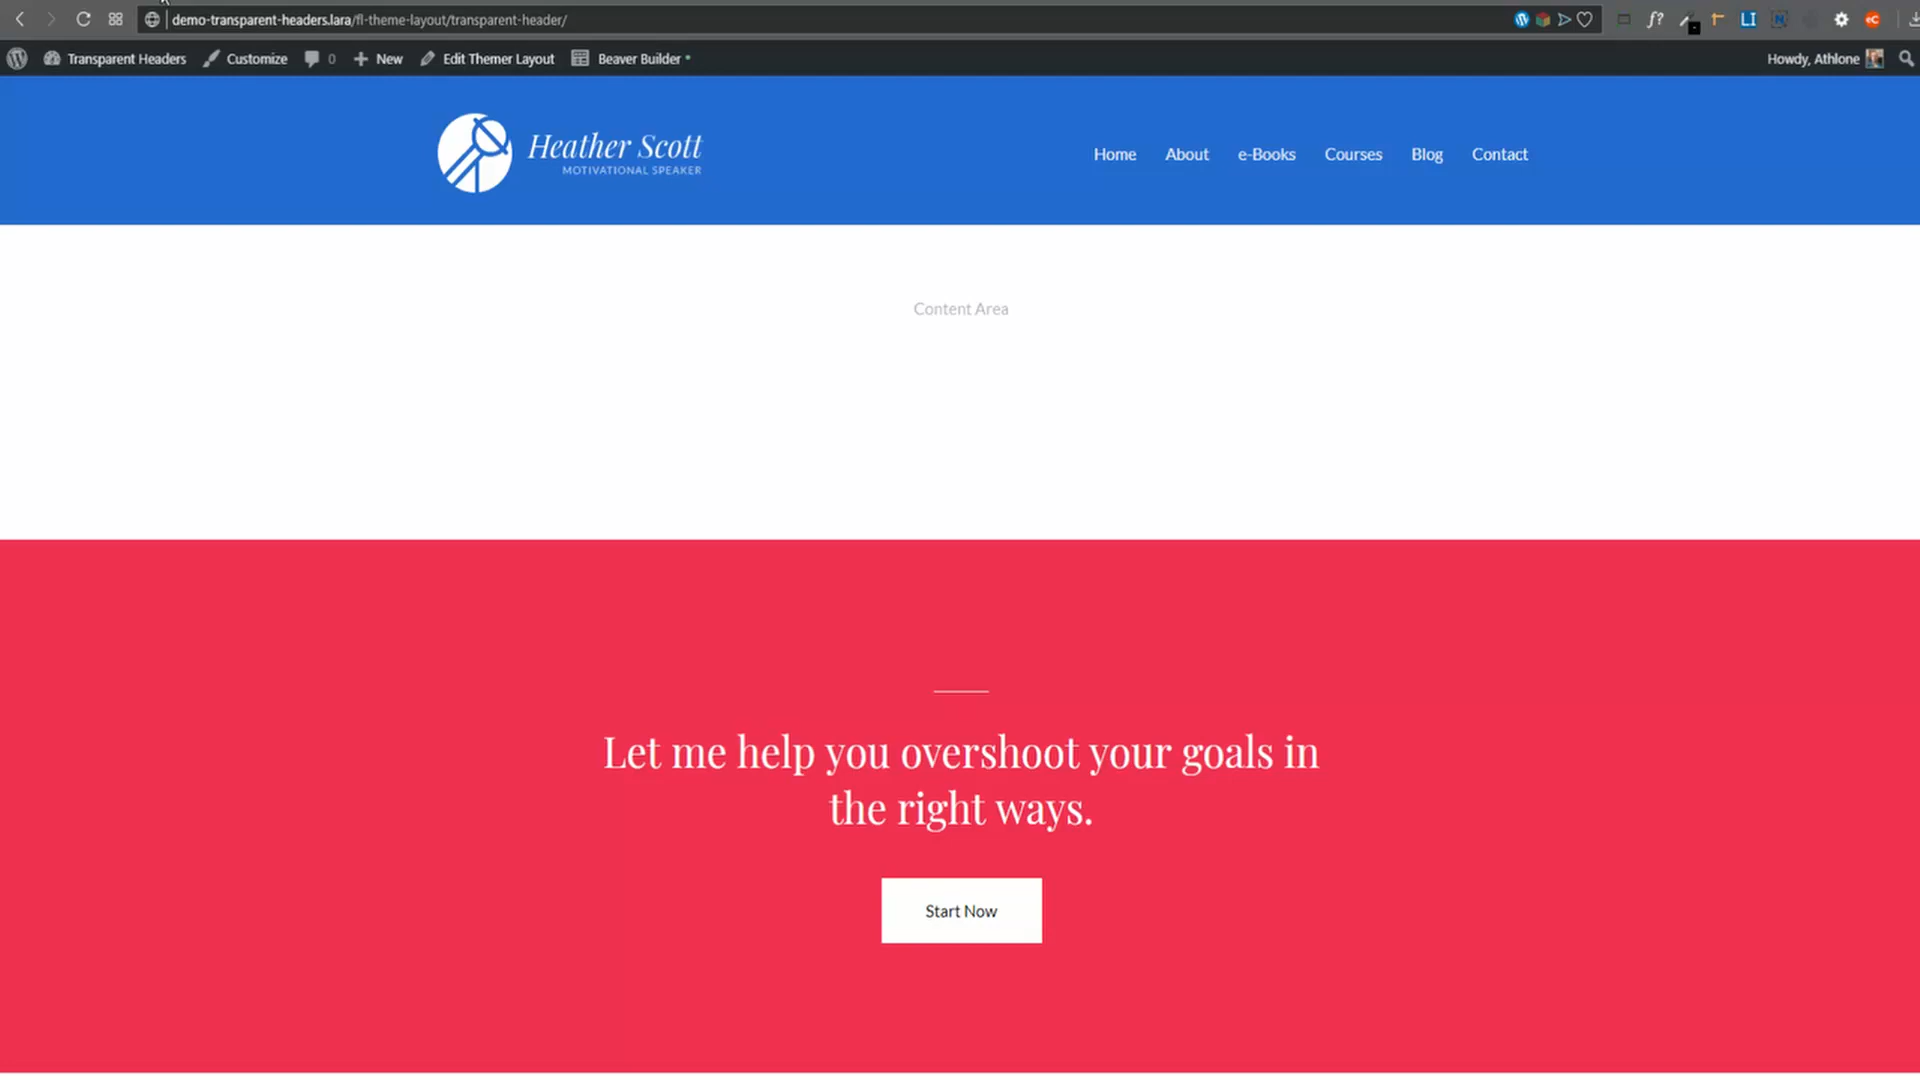 demo-transparent-headers.lara/fl-theme-layout/transparent-header/
f?
LI
N
eC
Transparent Headers Customize 0 New Edit Themer Layout Beaver Builder Howdy, Athlone
Heather Scott
MOTIVATIONAL SPEAKER
Home About e-Books Courses Blog Contact
Content Area
Let me help you overshoot your goals in
the right ways.
Start Now